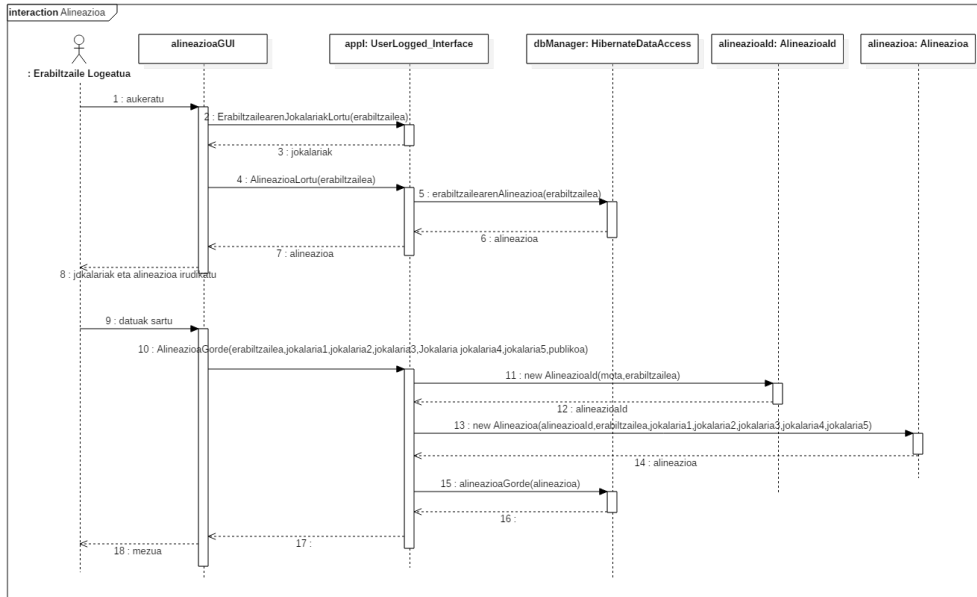 interaction Alineazioa
alineazioaGUI
appl: UserLogged_Interface
dbManager: HibernateDataAccess
alineazioaId: AlineazioaId
alineazioa: Alineazioa
: Erabiltzaile Logeatua
1 : aukeratu
2 : ErabiltzailearenJokalariakLortu(erabiltzailea)
3 : jokalariak
4 : AlineazioaLortu(erabiltzailea)
5 : erabiltzailearenAlineazioa(erabiltzailea)
6 : alineazioa
7 : alineazioa
8 : jokalariak eta alineazioa irudikatu
9 : datuak sartu
10 : AlineazioaGorde(erabiltzailea,jokalaria1,jokalaria2,jokalaria3,Jokalaria jokalaria4,jokalaria5,publikoa)
11 : new AlineazioaId(mota,erabiltzailea)
12 : alineazioaId
13 : new Alineazioa(alineazioaId,erabiltzailea,jokalaria1,jokalaria2,jokalaria3,jokalaria4,jokalaria5)
14 : alineazioa
15 : alineazioaGorde(alineazioa)
16 :
17 :
18 : mezua